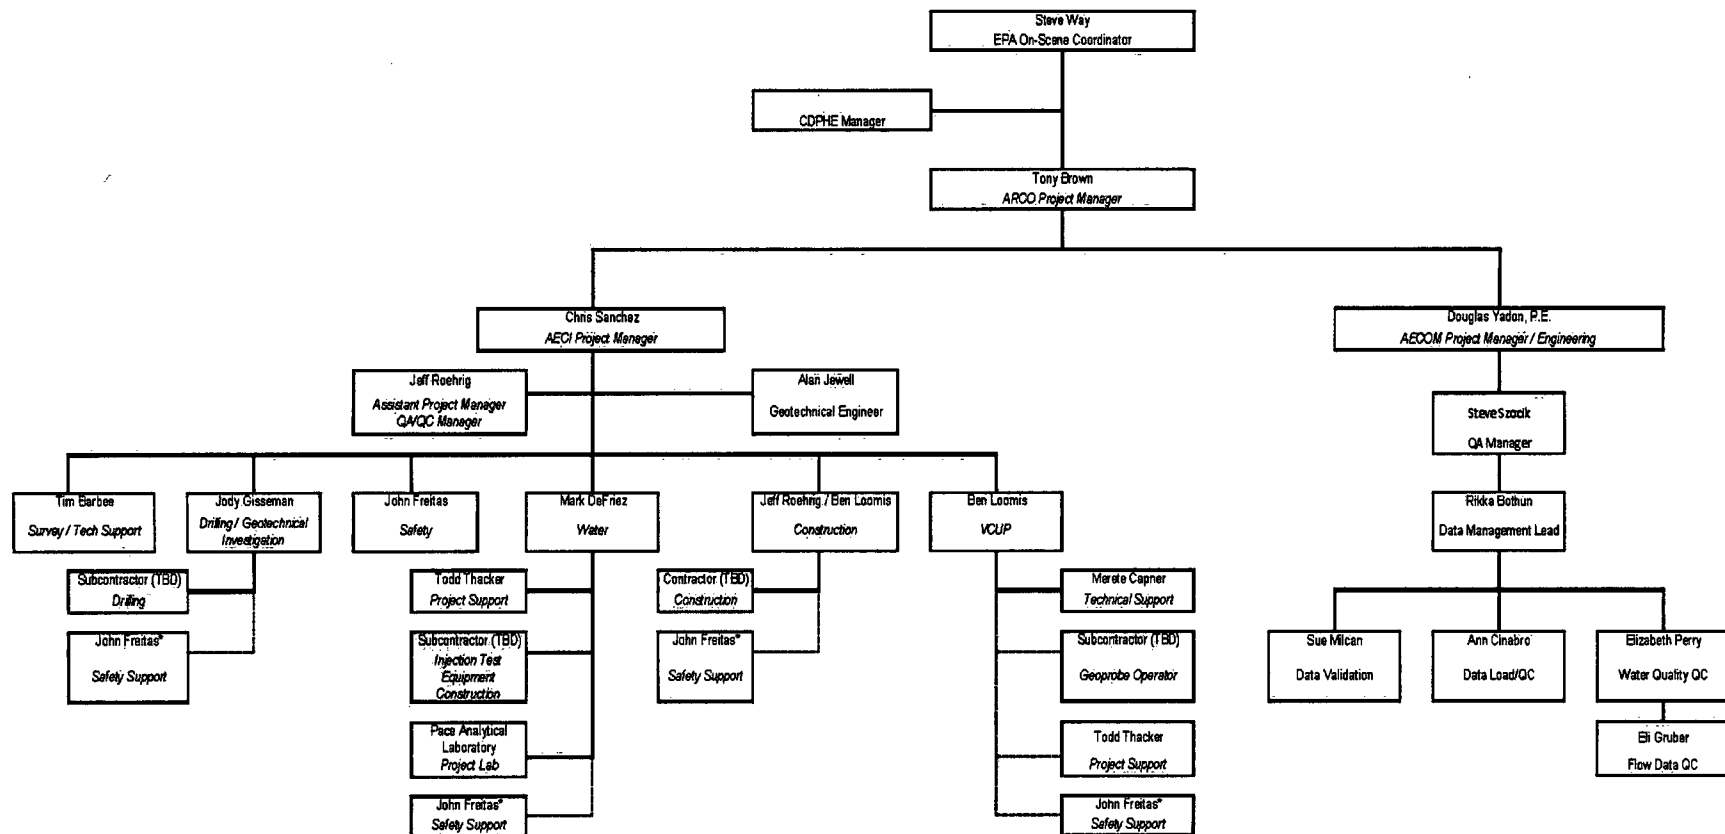 Steve Way
EPA On-Scene Coordinator
CDPHE Manager
Tony Brown
ARCO Project Manager
Chris Sanchez
AECI Project Manager
Douglas Yadon, P.E.
AECOM Project Manager / Engineering
Jeff Roehrig
Assistant Project Manager
QA/QC Manager
Alan Jewell
Geotechnical Engineer
Steve Szocik
QA Manager
Tim Barbee
Survey / Tech Support
Jody Gisseman
Drilling / Geotechnical
Investigation
John Freitas
Safety
Mark DeFriez
Water
Jeff Roehrig / Ben Loomis
Construction
Ben Loomis
VCUP
Rikka Bothun
Data Management Lead
Subcontractor (TBD)
Drilling
John Freitas*
Safety Support
Todd Thacker
Project Support
Subcontractor (TBD)
Injection Test
Equipment
Construction
Pace Analytical
Laboratory
Project Lab
John Freitas*
Safety Support
Contractor (TBD)
Construction
John Freitas*
Safety Support
Merete Capner
Technical Support
Subcontractor (TBD)
Geoprobe Operator
Todd Thacker
Project Support
John Freitas*
Safety Support
Sue Milcan
Data Validation
Ann Cinabro
Data Load/QC
Elizabeth Perry
Water Quality QC
Eli Gruber
Flow Data QC